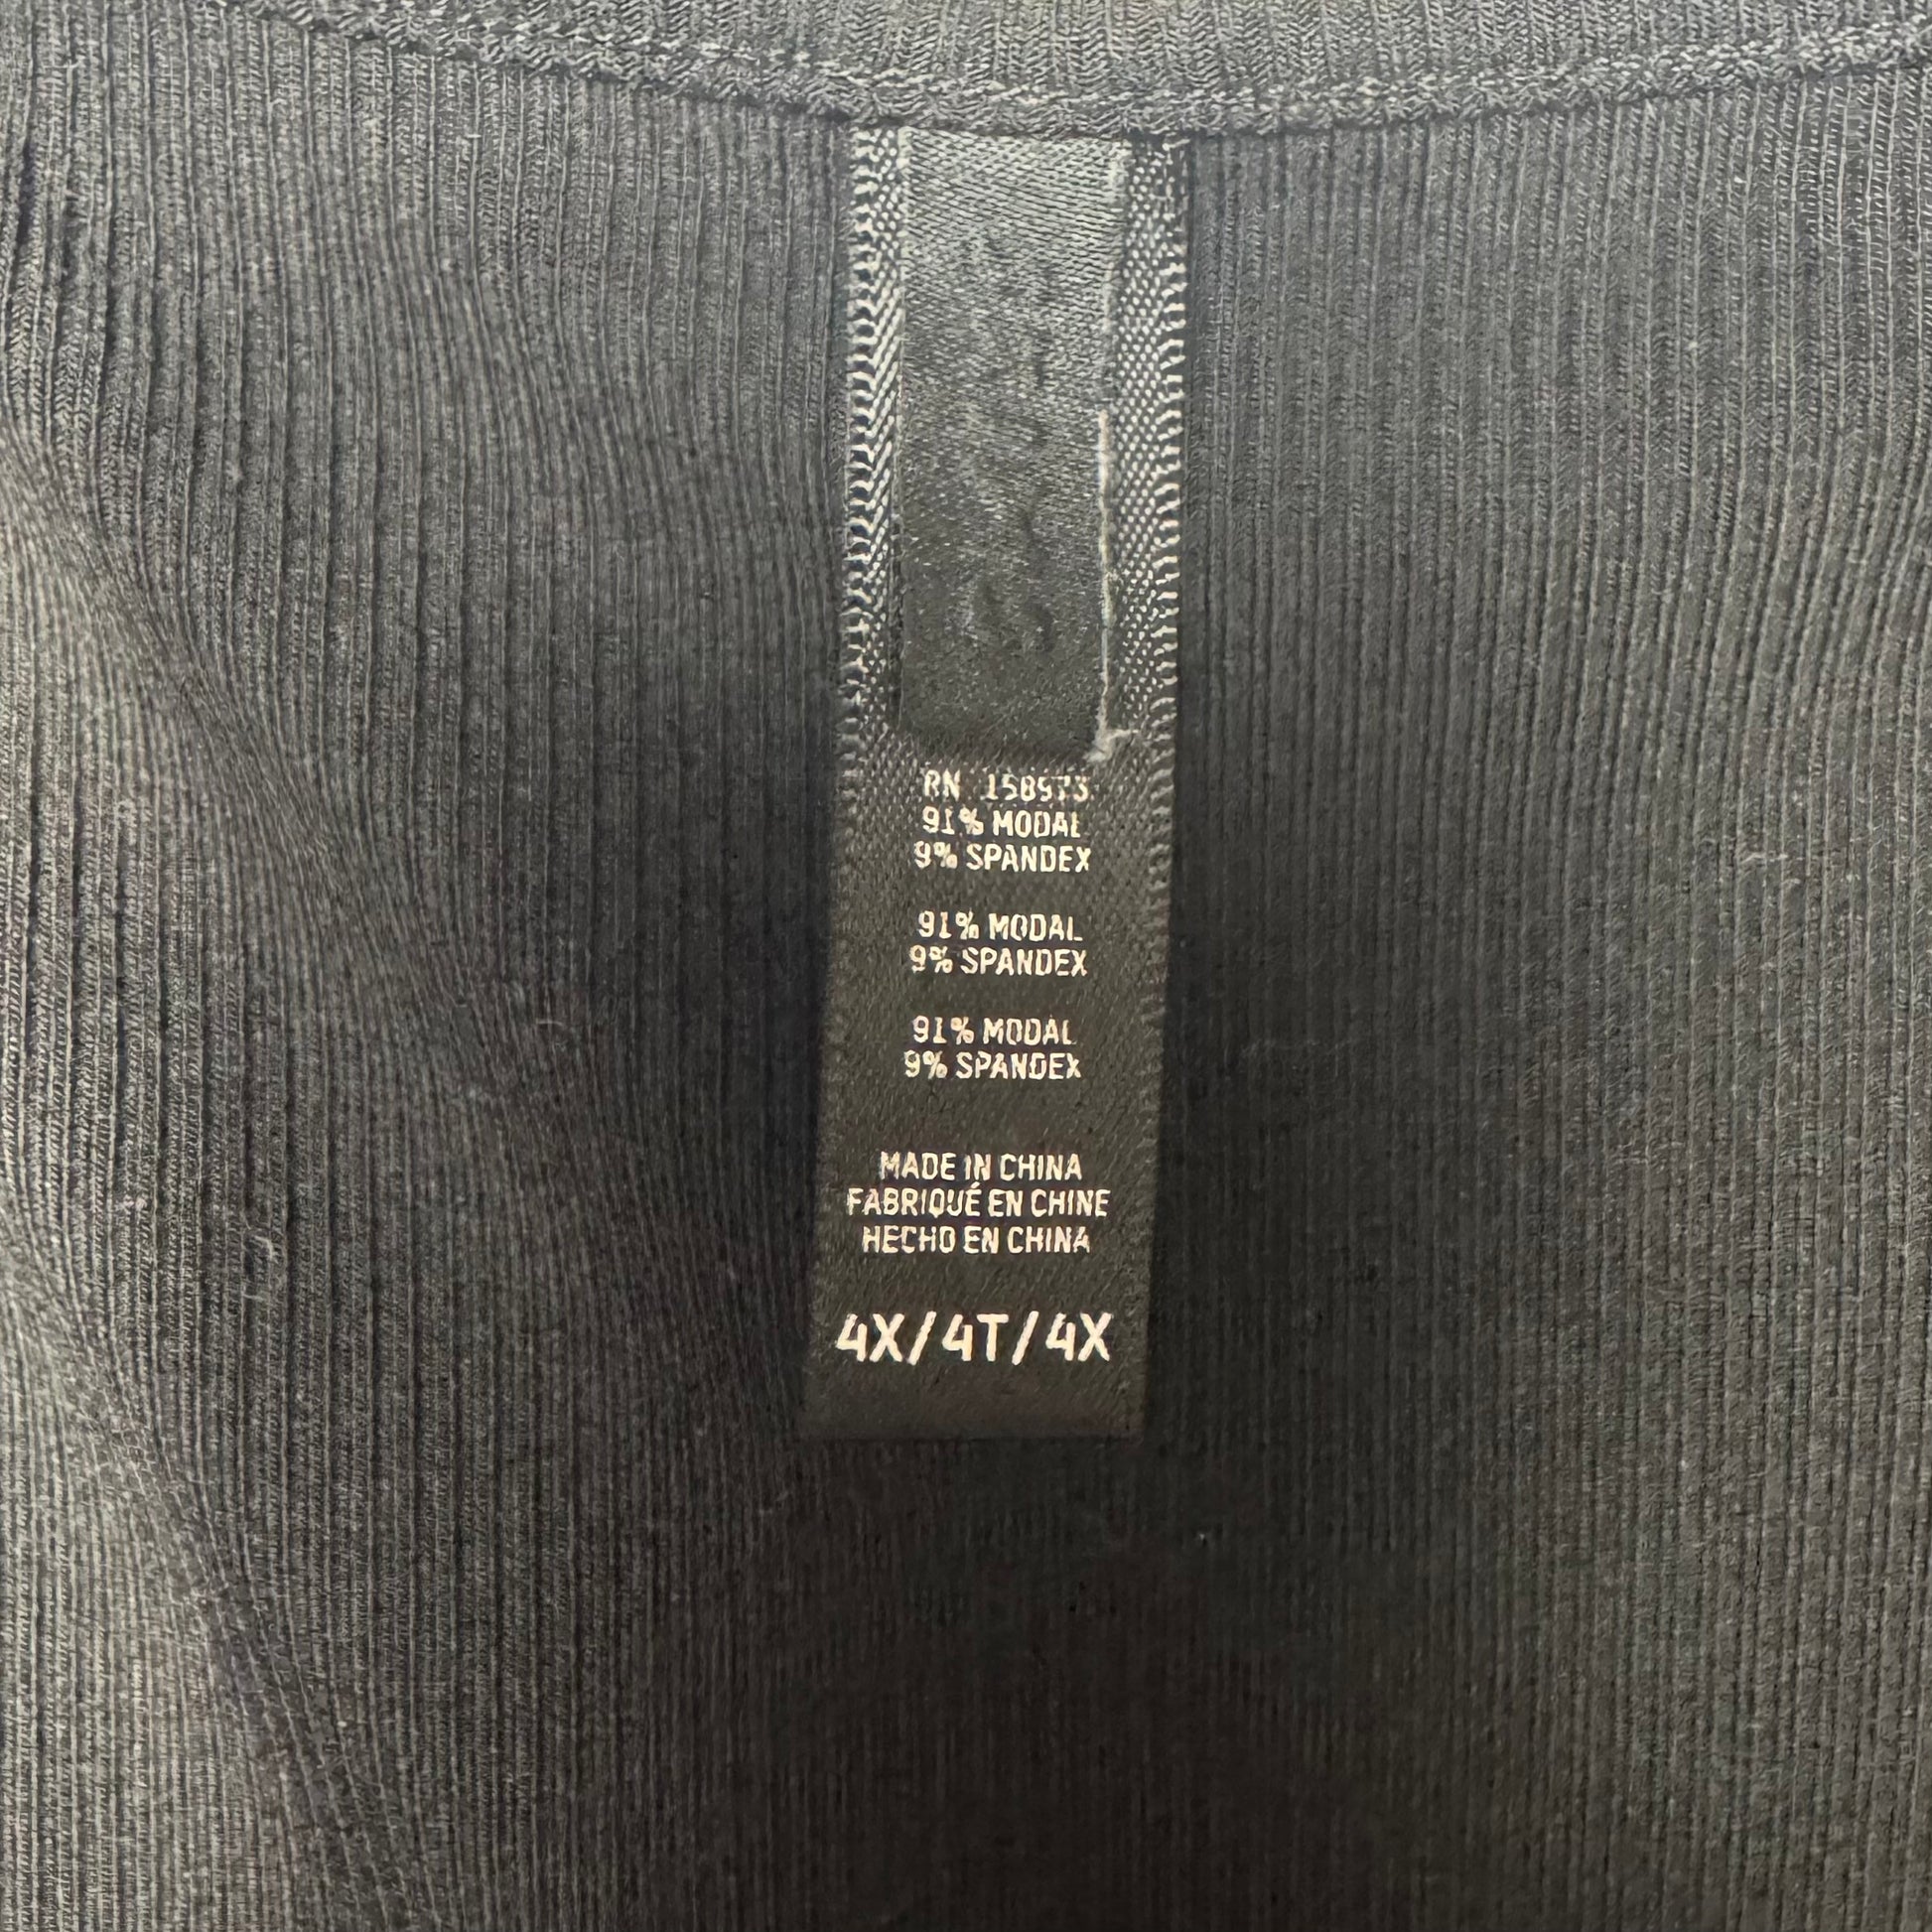 SKIMS
RN 158973
91% MODAL
9% SPANDEX
91% MODAL
9% SPANDEX
91% MODAL
9% SPANDEX
MADE IN CHINA
FABRIQUÉ EN CHINE
HECHO EN CHINA
4X/4T/4X